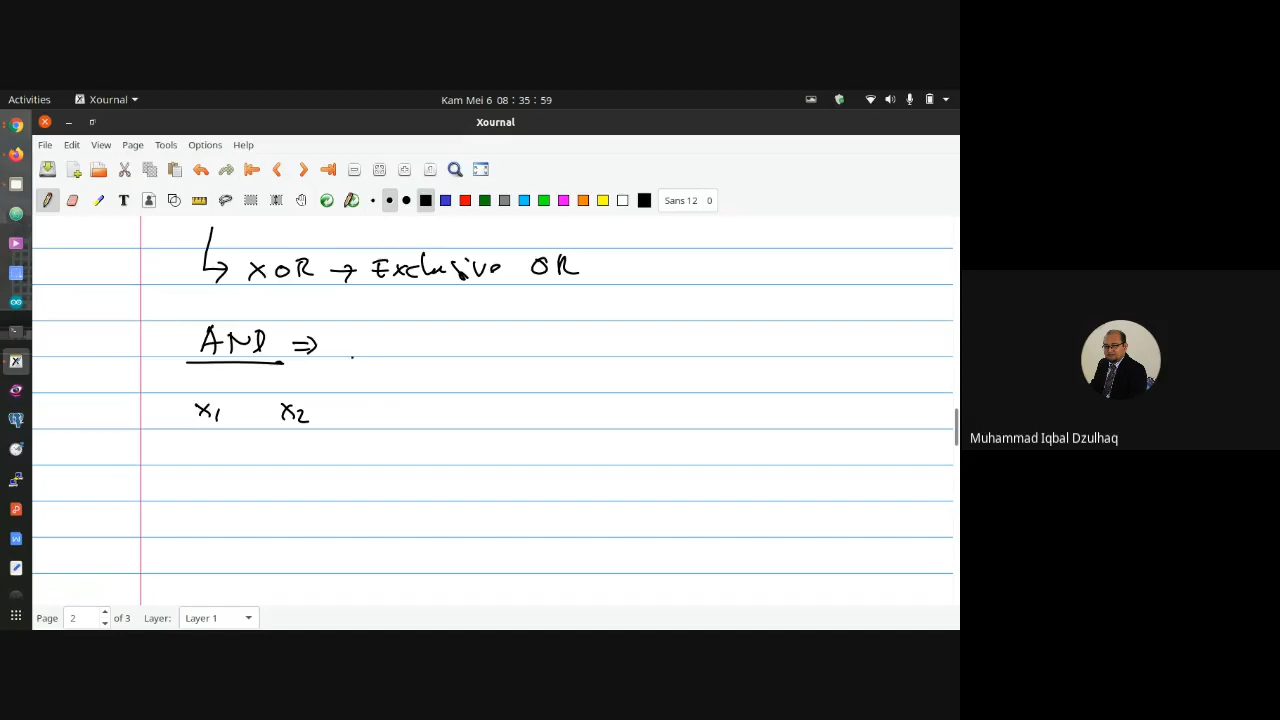 Activities Xournal Kam Mei 6 08 : 35 : 59
Xournal
File Edit View Page Tools Options Help
Sans 12 0
↳ XOR → Exclusive OR
AND ⇒
x1 x2
Muhammad Iqbal Dzulhaq
Page 2 of 3 Layer: Layer 1